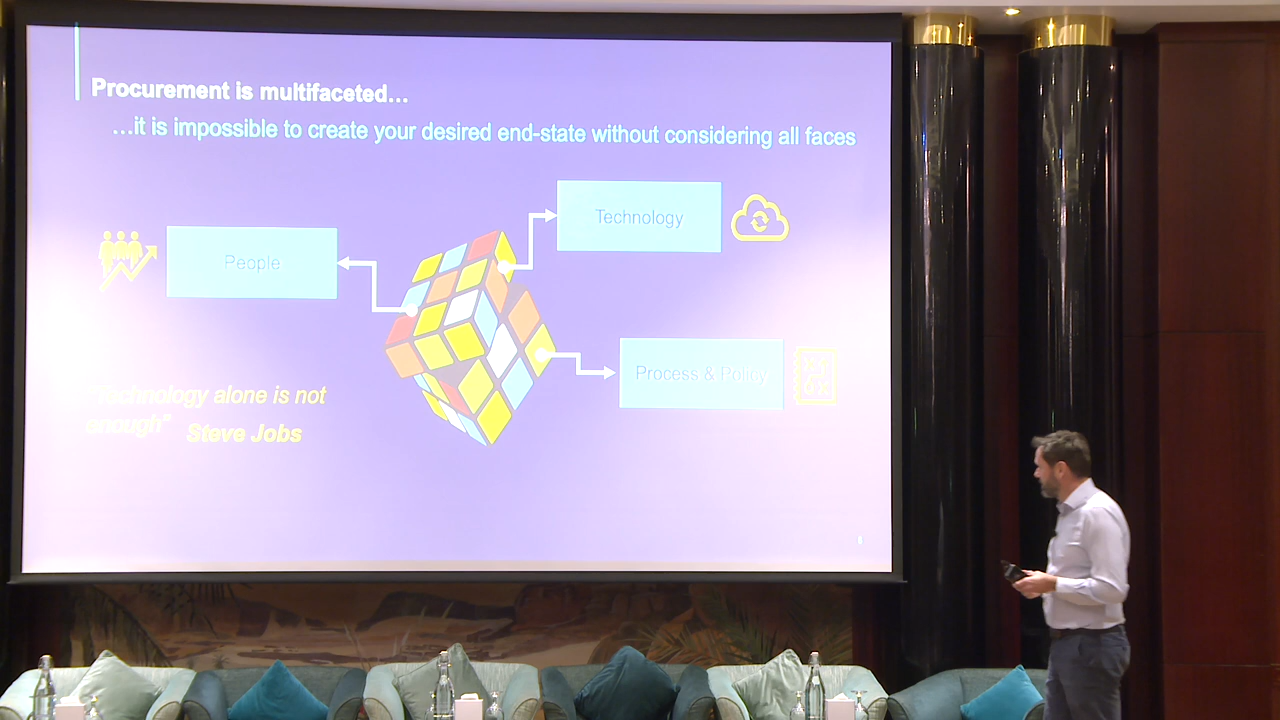 Procurement is multifaceted...
...it is impossible to create your desired end-state without considering all faces
Technology
People
Process & Policy
"Technology alone is not
enough" Steve Jobs